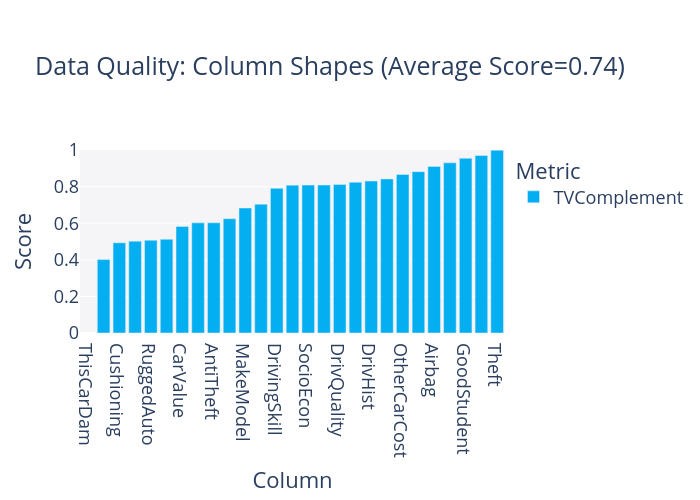 Data Quality: Column Shapes (Average Score=0.74)
Metric
TVComplement
Score
1
0.8
0.6
0.4
0.2
0
ThisCarDam
Cushioning
RuggedAuto
CarValue
AntiTheft
MakeModel
DrivingSkill
SocioEcon
DrivQuality
DrivHist
OtherCarCost
Airbag
GoodStudent
Theft
Column